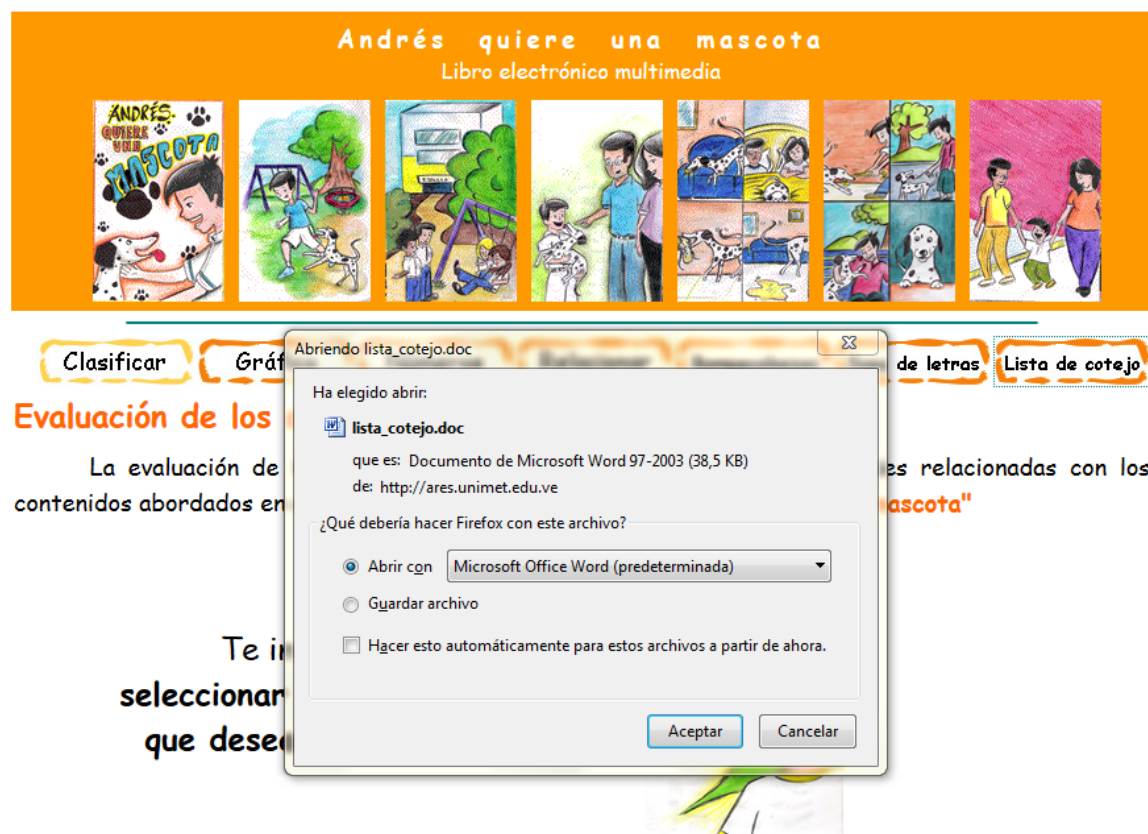 Andrés quiere una mascota
Libro electrónico multimedia
ANDRÉS
QUIERE
UNA
MASCOTA
Clasificar
Gráf
de letras
Lista de cotejo
Abriendo lista_cotejo.doc
Ha elegido abrir:
lista_cotejo.doc
que es: Documento de Microsoft Word 97-2003 (38,5 KB)
de: http://ares.unimet.edu.ve
¿Qué debería hacer Firefox con este archivo?
Abrir con Microsoft Office Word (predeterminada)
Guardar archivo
Hacer esto automáticamente para estos archivos a partir de ahora.
Aceptar Cancelar
Evaluación de los
La evaluación de es relacionadas con los
contenidos abordados en ascota"
Te in
seleccionar
que dese